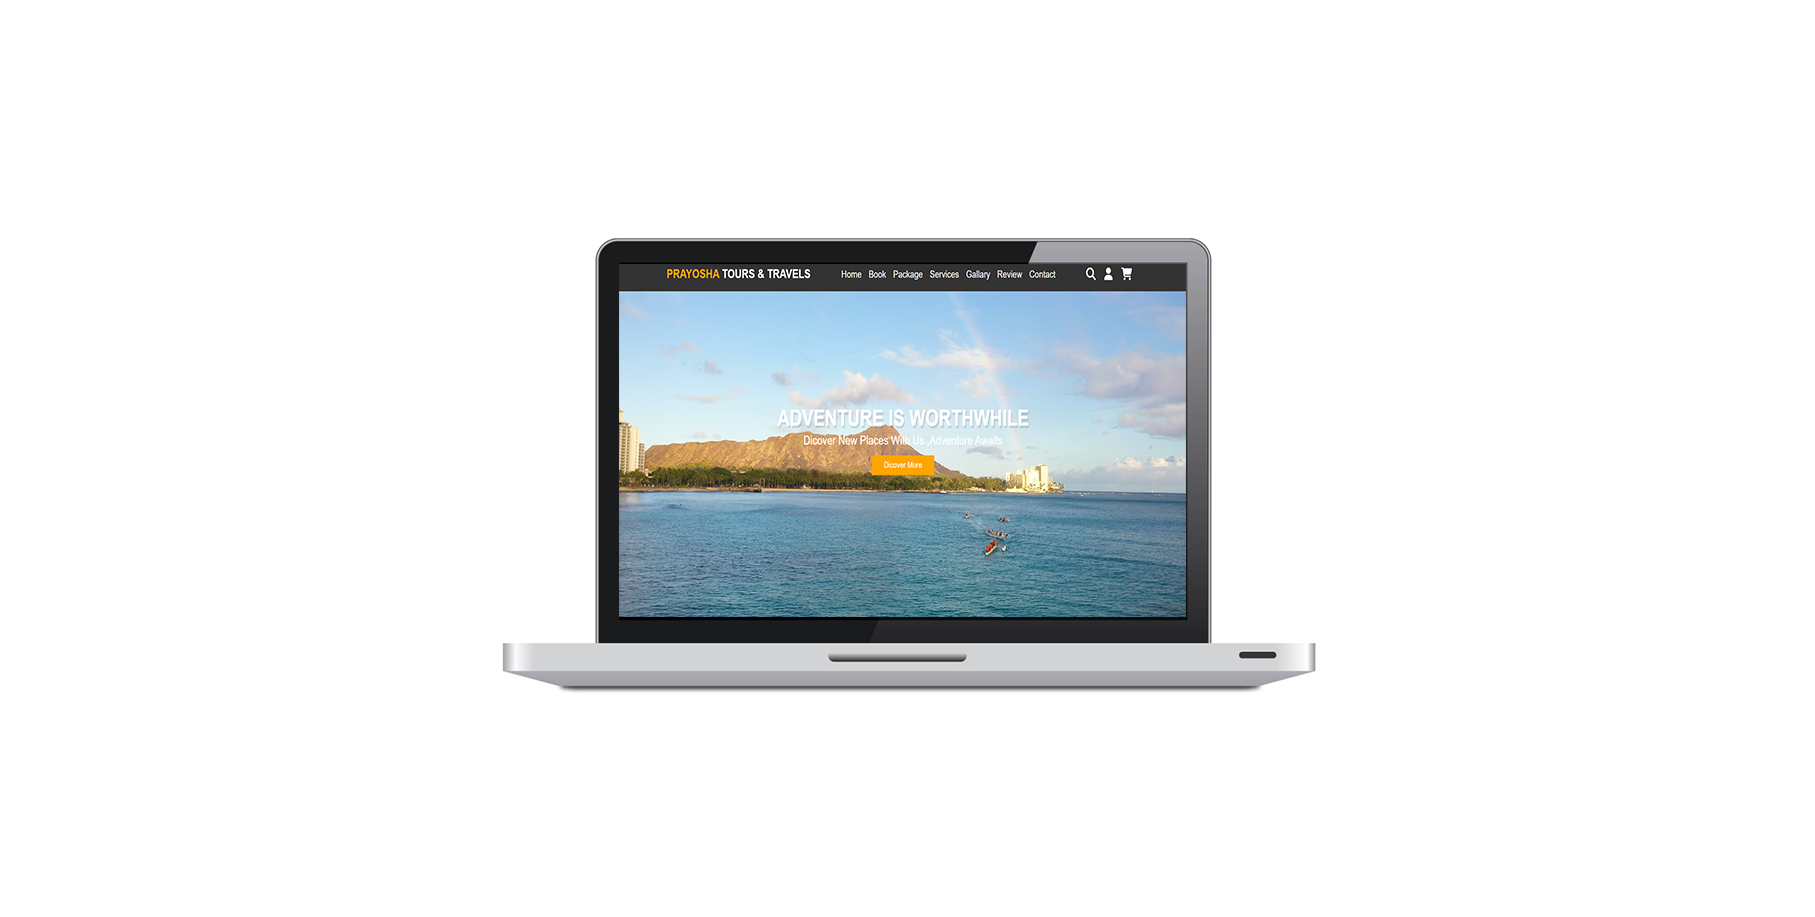 PRAYOSHA TOURS & TRAVELS Home Book Package Services Gallary Review Contact
ADVENTURE IS WORTHWHILE
Dicover New Places With Us ,Adventure Awaits
Dicover More